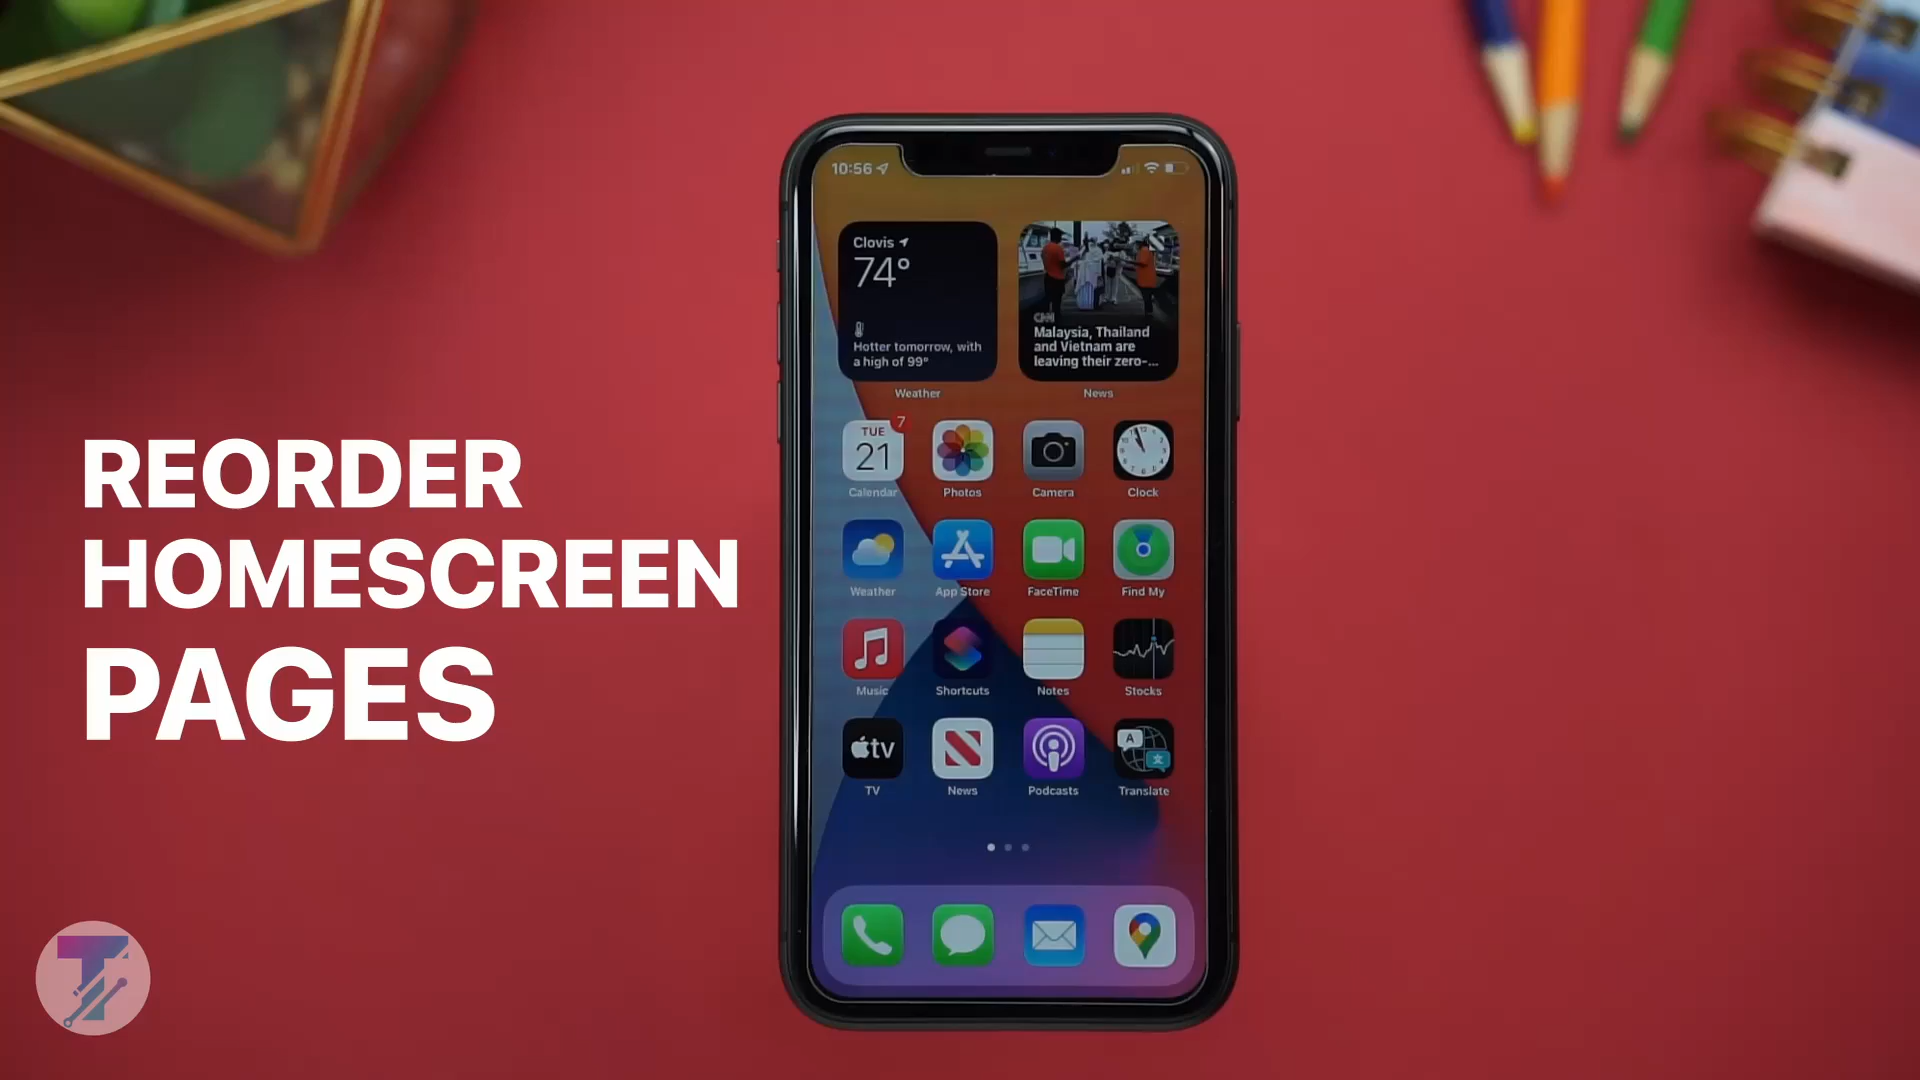 REORDER
HOMESCREEN
PAGES
10:56
Clovis
74°
Hotter tomorrow, with
a high of 99°
Weather
CNN
Malaysia, Thailand
and Vietnam are
leaving their zero-...
News
7
TUE
21
Calendar
Photos
Camera
Clock
Weather
App Store
FaceTime
Find My
Music
Shortcuts
Notes
Stocks
tv
TV
News
Podcasts
A
文
Translate
T